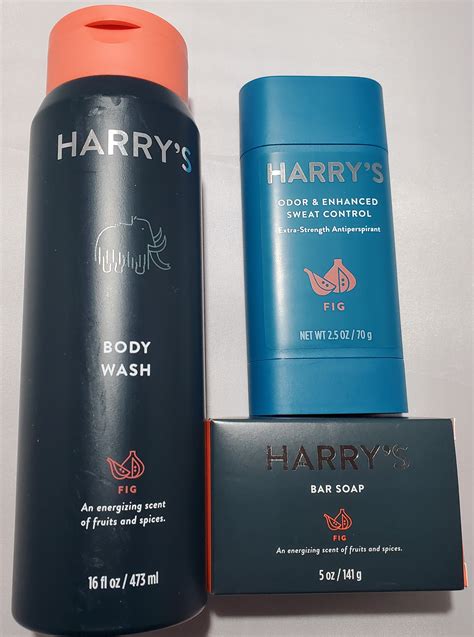 HARRY'S
BODY
WASH
FIG
An energizing scent
of fruits and spices.
16 fl oz / 473 ml
HARRY'S
ODOR & ENHANCED
SWEAT CONTROL
Extra-Strength Antiperspirant
FIG
NET WT 2.5 OZ / 70 g
HARRY'S
BAR SOAP
FIG
An energizing scent of fruits and spices.
5 oz / 141 g